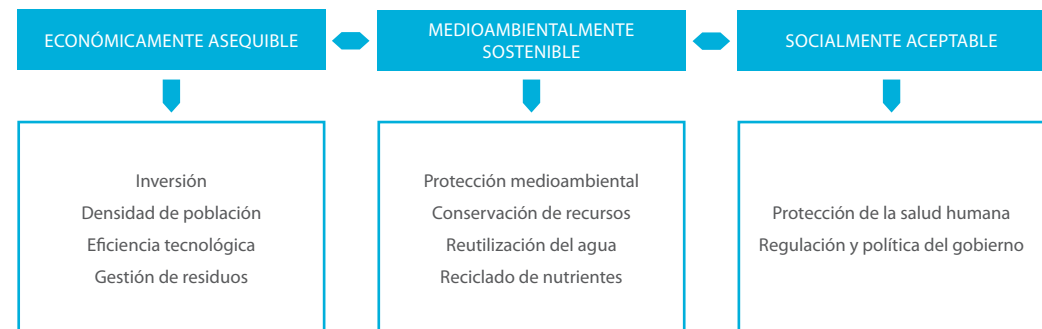 ECONÓMICAMENTE ASEQUIBLE
MEDIOAMBIENTALMENTE
SOSTENIBLE
SOCIALMENTE ACEPTABLE
Inversión
Densidad de población
Eficiencia tecnológica
Gestión de residuos
Protección medioambiental
Conservación de recursos
Reutilización del agua
Reciclado de nutrientes
Protección de la salud humana
Regulación y política del gobierno